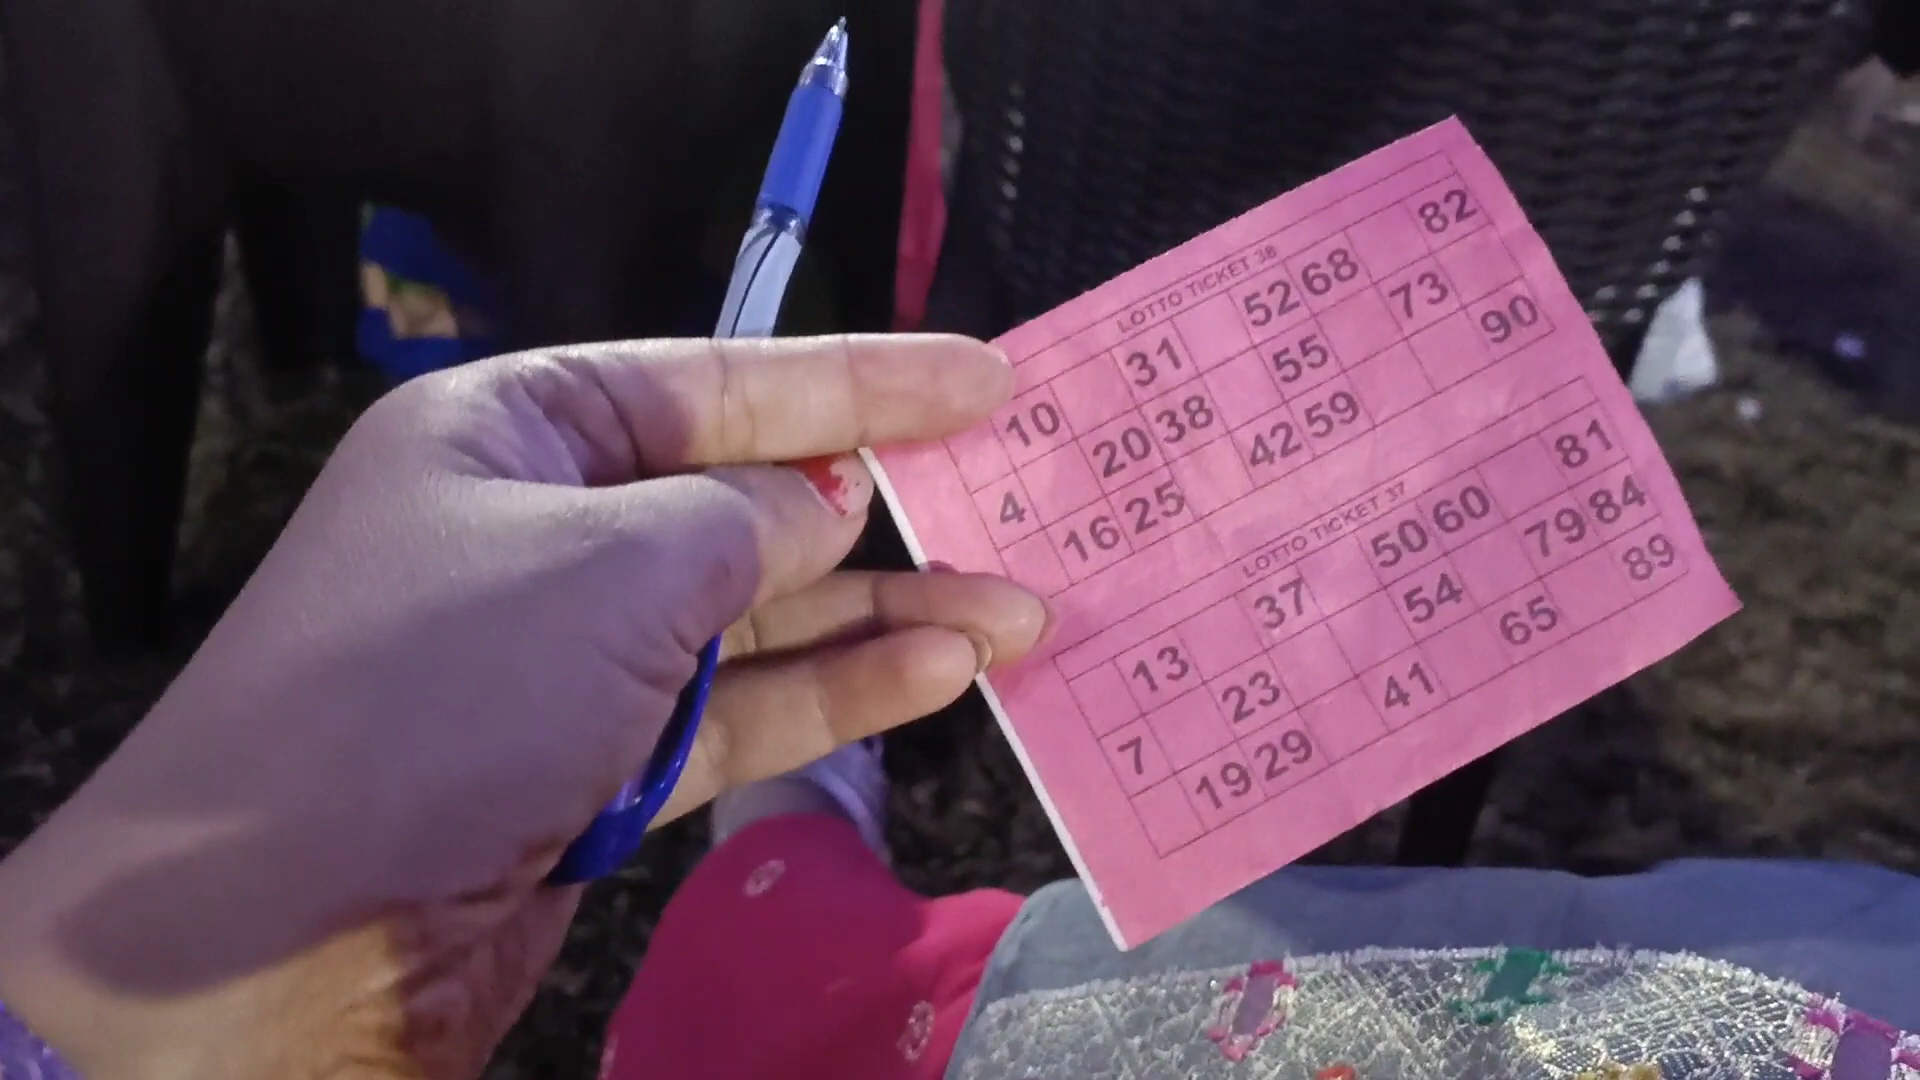 LOTTO TICKET 38
10 31 52 68 82
4 20 38 55 73
16 25 42 59 90
LOTTO TICKET 37
13 37 50 60 81
7 23 54 79 84
19 29 41 65 89